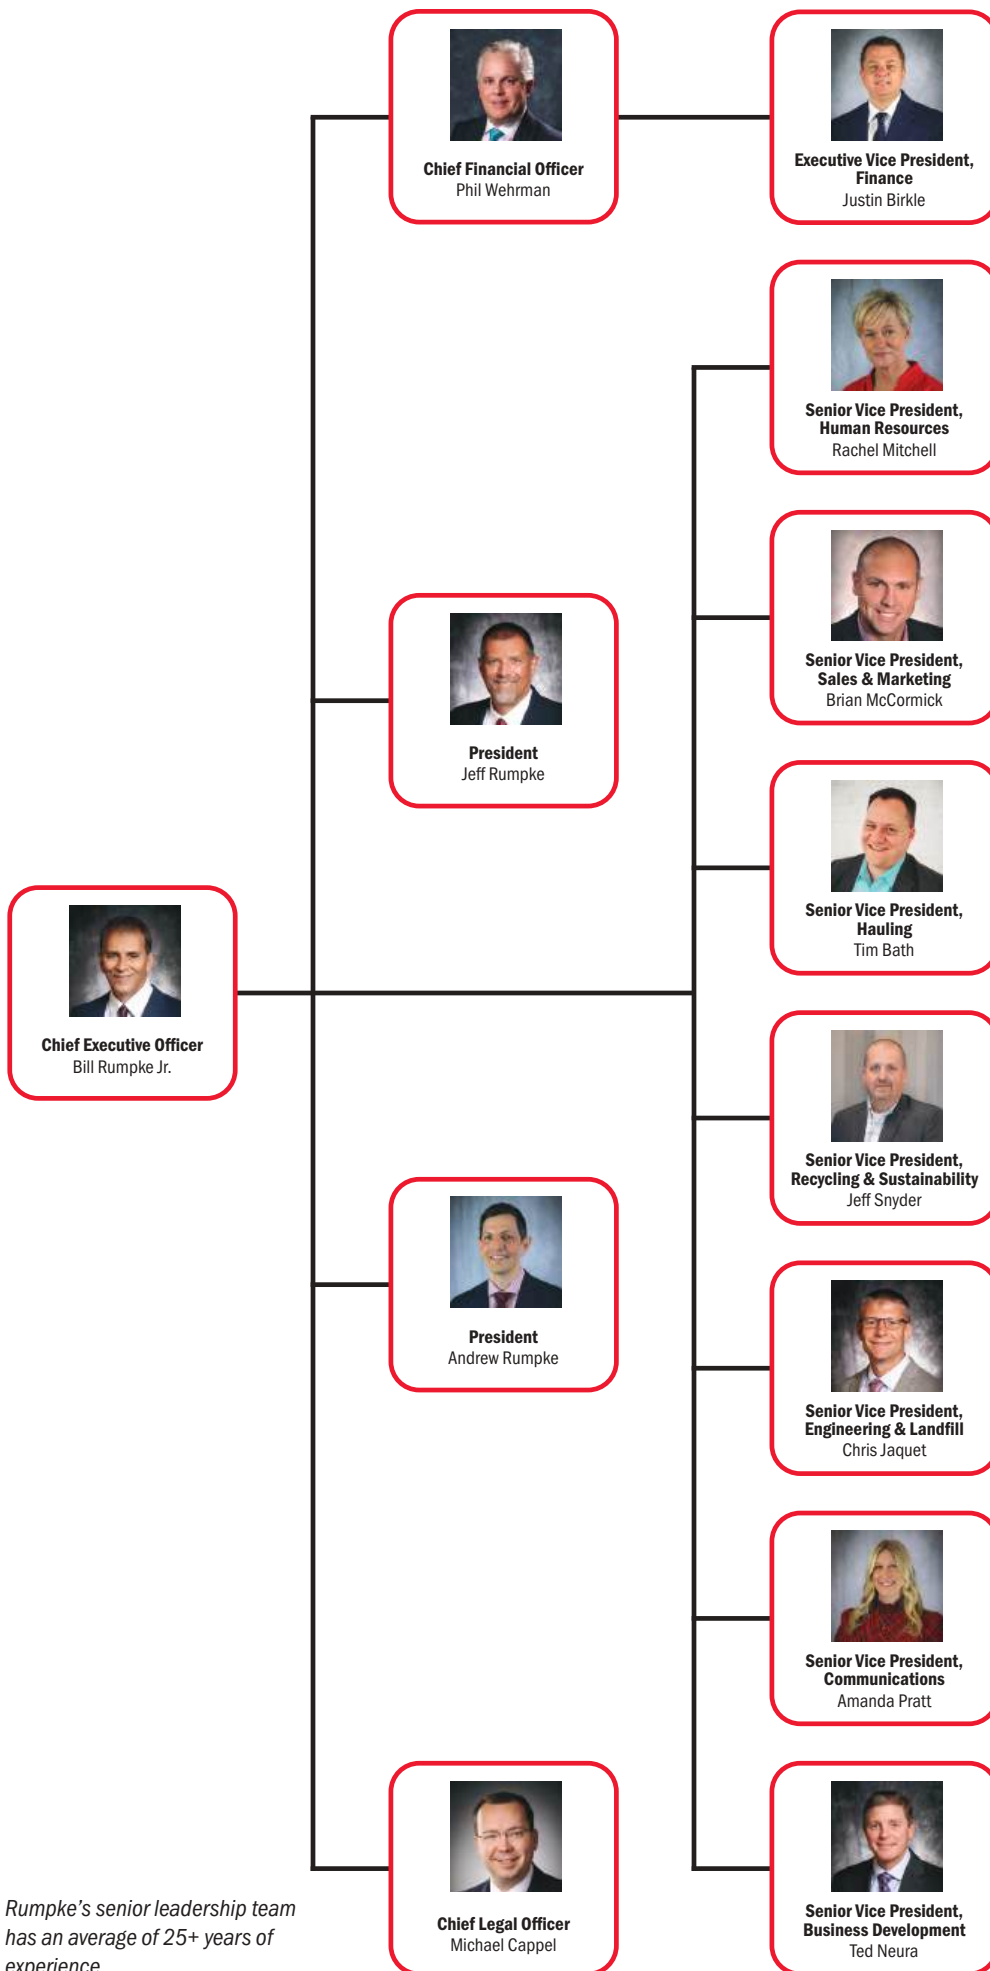 Chief Financial Officer
Phil Wehrman
Executive Vice President,
Finance
Justin Birkle
Senior Vice President,
Human Resources
Rachel Mitchell
Senior Vice President,
Sales & Marketing
Brian McCormick
President
Jeff Rumpke
Senior Vice President,
Hauling
Tim Bath
Chief Executive Officer
Bill Rumpke Jr.
Senior Vice President,
Recycling & Sustainability
Jeff Snyder
President
Andrew Rumpke
Senior Vice President,
Engineering & Landfill
Chris Jaquet
Senior Vice President,
Communications
Amanda Pratt
Chief Legal Officer
Michael Cappel
Senior Vice President,
Business Development
Ted Neura
Rumpke's senior leadership team
has an average of 25+ years of
experience